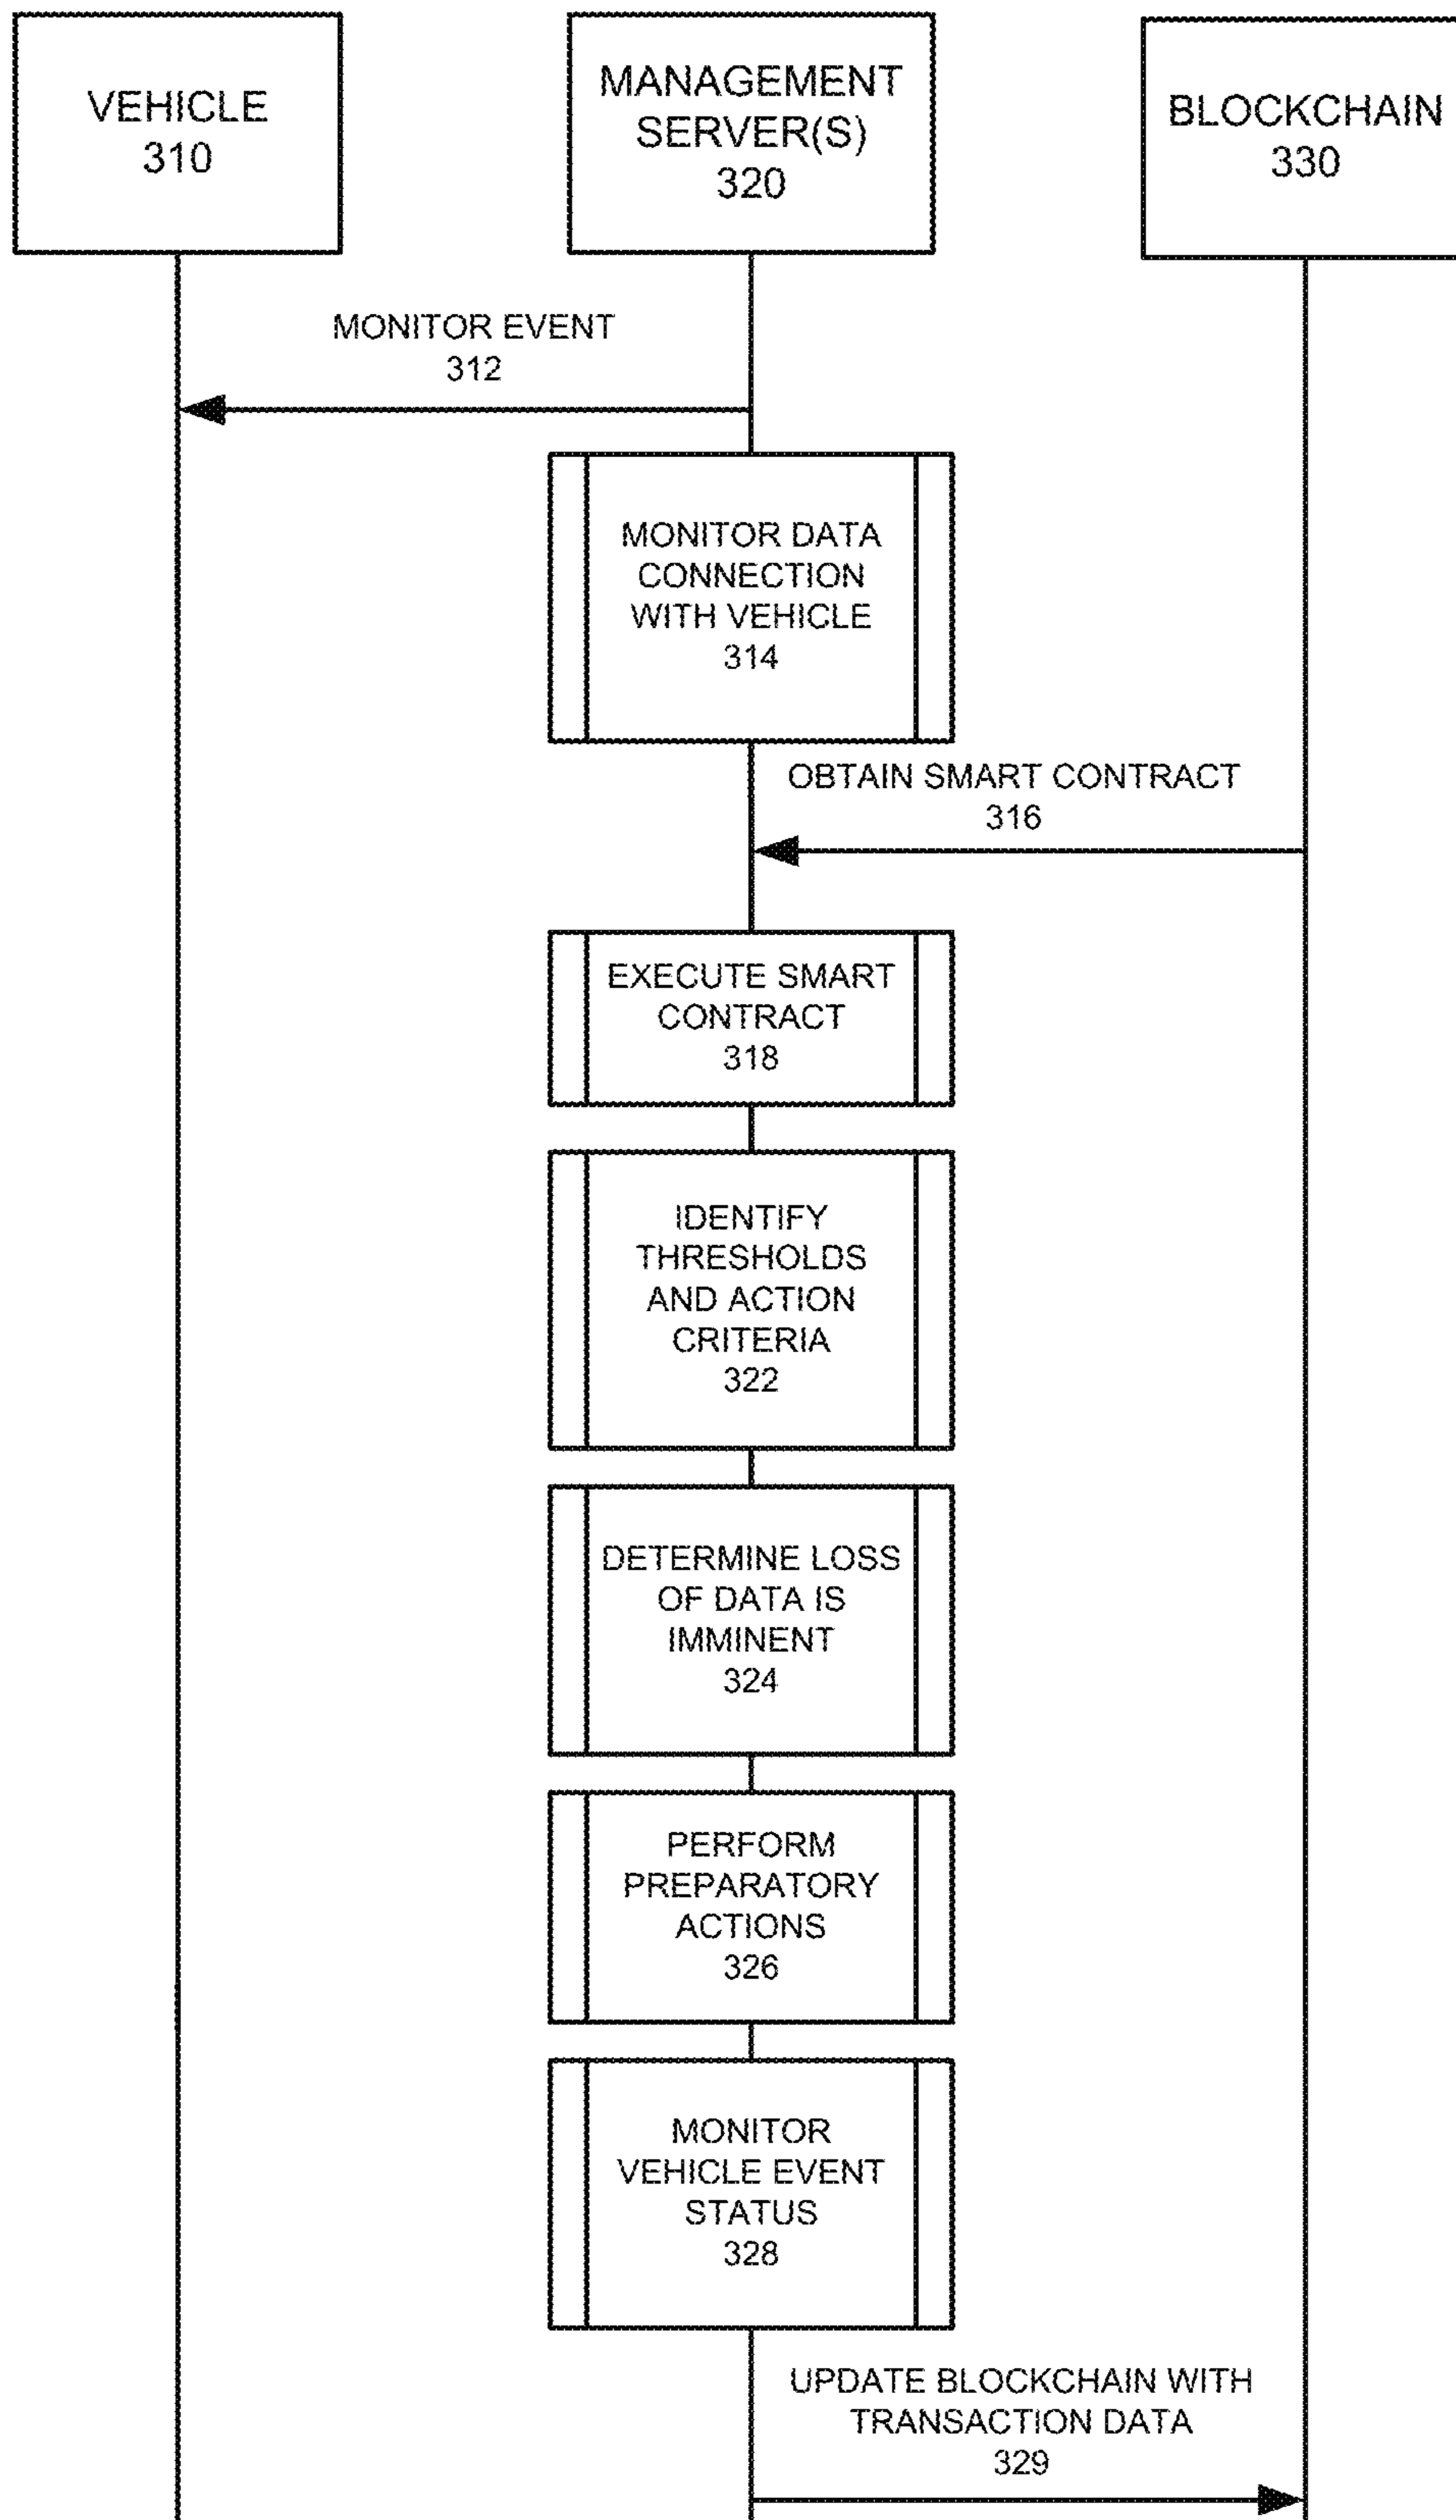 VEHICLE
310
MANAGEMENT
SERVER(S)
320
BLOCKCHAIN
330
MONITOR EVENT
312
MONITOR DATA
CONNECTION
WITH VEHICLE
314
OBTAIN SMART CONTRACT
316
EXECUTE SMART
CONTRACT
318
IDENTIFY
THRESHOLDS
AND ACTION
CRITERIA
322
DETERMINE LOSS
OF DATA IS
IMMINENT
324
PERFORM
PREPARATORY
ACTIONS
326
MONITOR
VEHICLE EVENT
STATUS
328
UPDATE BLOCKCHAIN WITH
TRANSACTION DATA
329